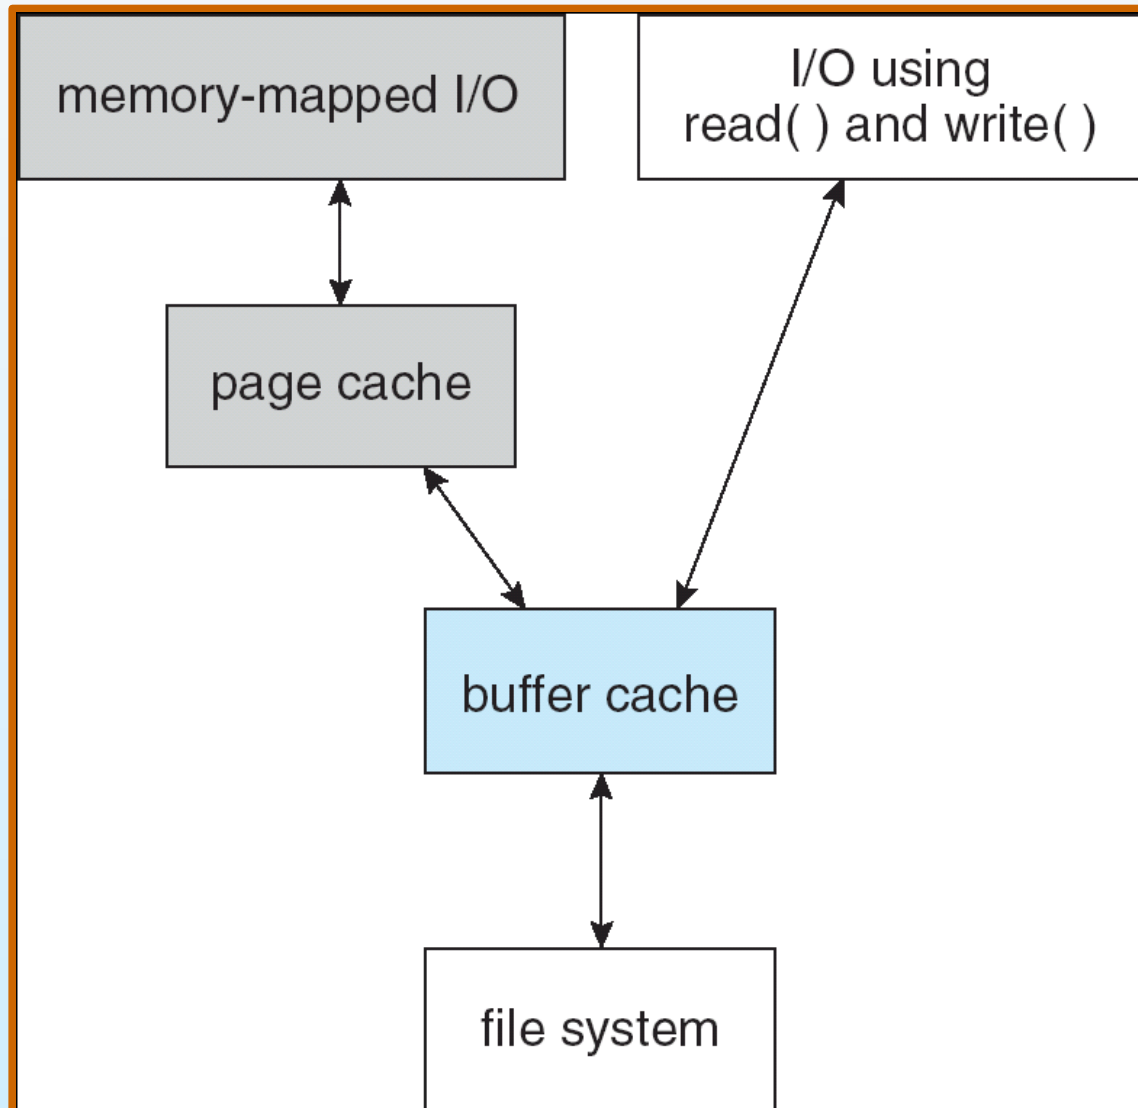 memory-mapped I/O
I/O using
read( ) and write( )
page cache
buffer cache
file system